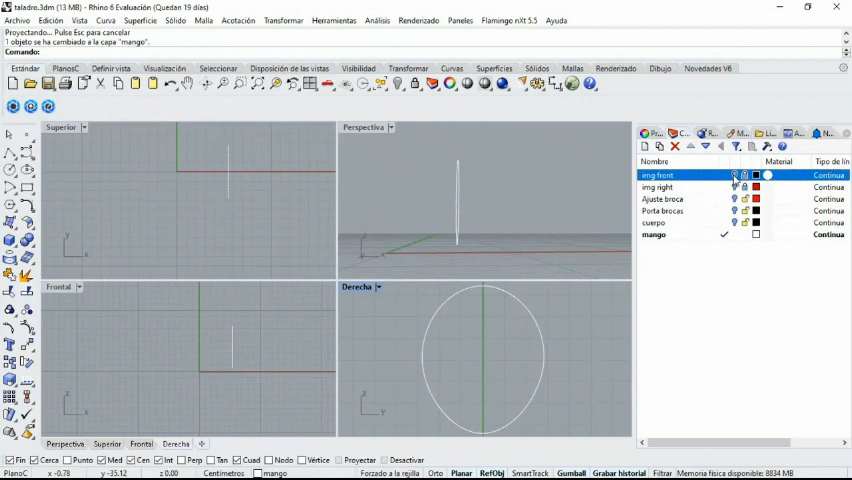 taladro.3dm (13 MB) - Rhino 6 Evaluación (Quedan 19 días)
Archivo Edición Vista Curva Superficie Sólido Malla Acotación Transformar Herramientas Análisis Renderizado Paneles Flamingo nXt 5.5 Ayuda
Proyectando... Pulse Esc para cancelar
1 objeto se ha cambiado a la capa "mango".
Comando:
Estándar PlanosC Definir vista Visualización Seleccionar Disposición de las vistas Visibilidad Transformar Curvas Superficies Sólidos Mallas Renderizado Dibujo Novedades V6
Superior
Perspectiva
Pr... C... R... M... Li... A... N...
Nombre Material Tipo de lín
img front Continua
img right Continua
Ajuste broca Continua
Porta brocas Continua
cuerpo Continua
mango Continua
y
x
z
y
x
Frontal
Derecha
z
x
z
y
Perspectiva Superior Frontal Derecha
Fin Cerca Punto Med Cen Int Perp Tan Cuad Nodo Vértice Proyectar Desactivar
PlanoC x -0.78 y -35.12 z 0.00 Centímetros mango Forzado a la rejilla Orto Planar RefObj SmartTrack Gumball Grabar historial Filtrar Memoria física disponible: 8834 MB